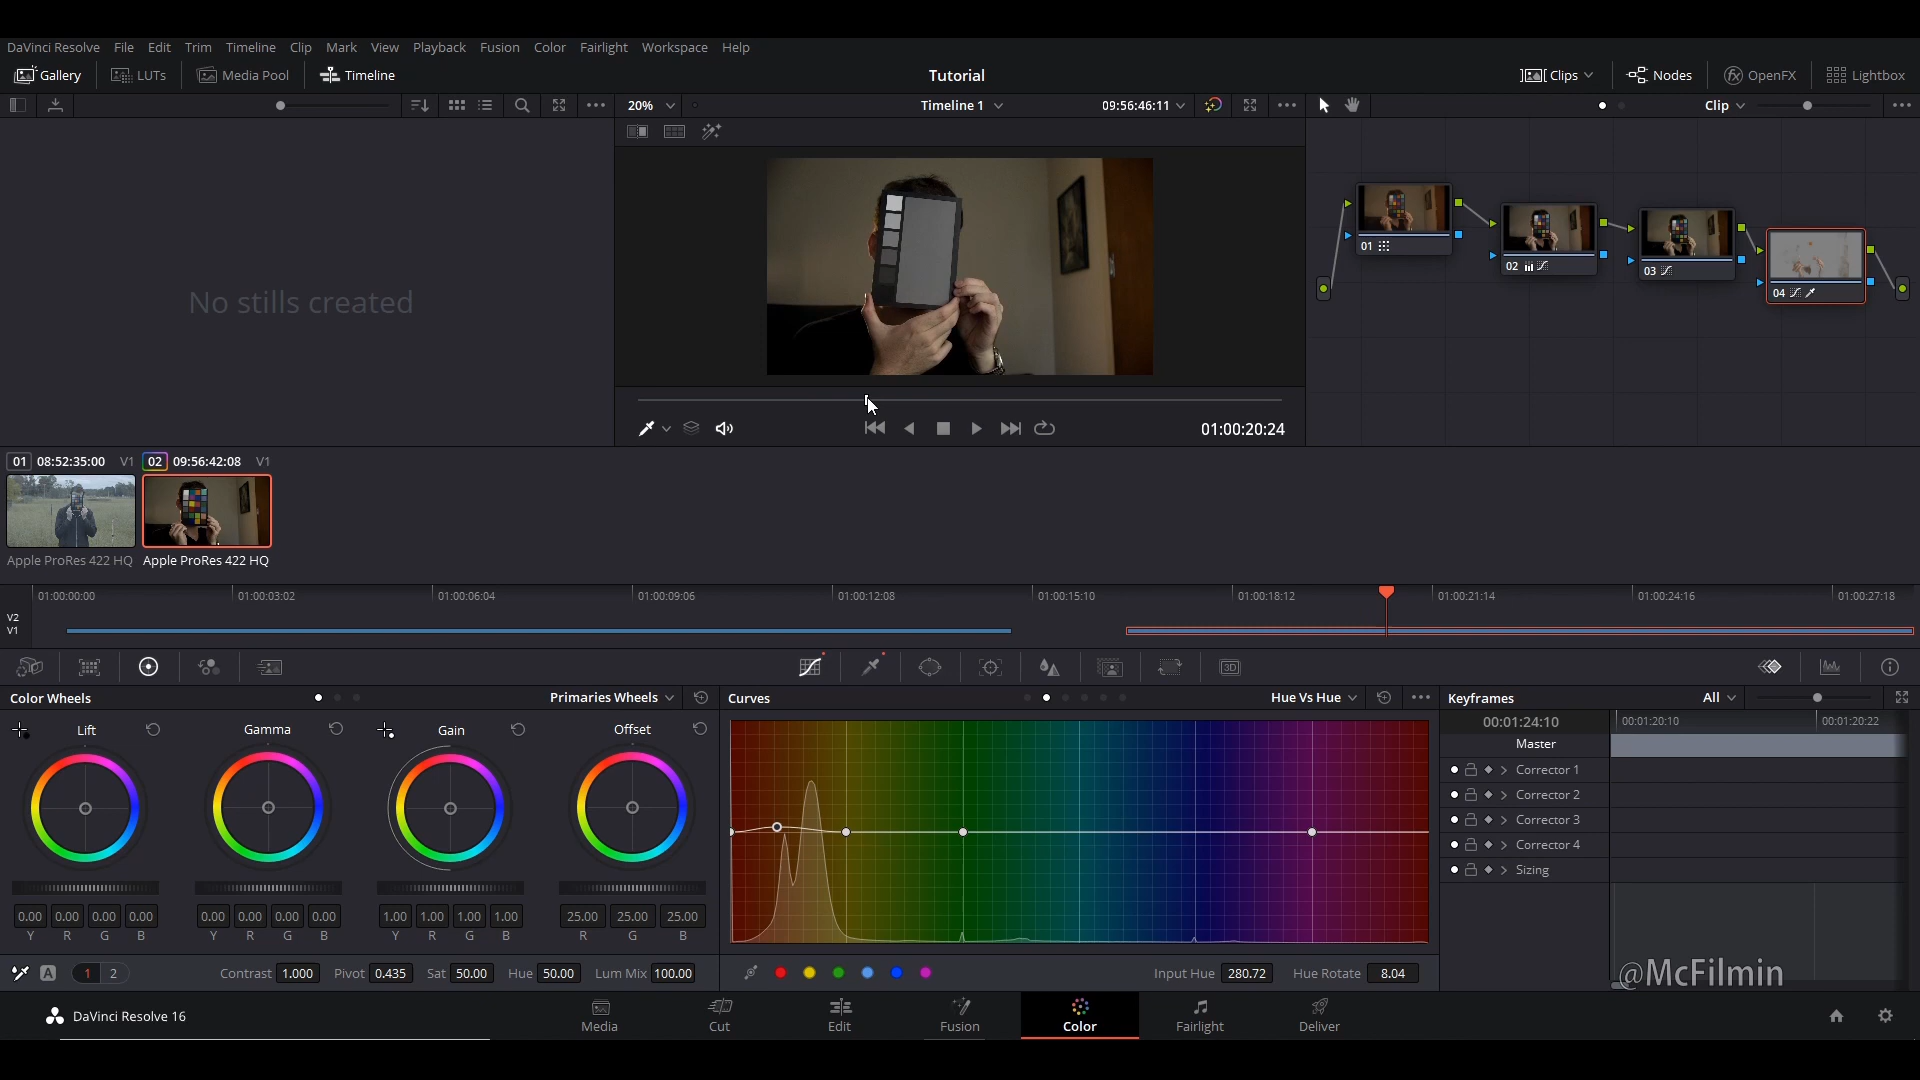 DaVinci Resolve File Edit Trim Timeline Clip Mark View Playback Fusion Color Fairlight Workspace Help
Gallery LUTs Media Pool Timeline Tutorial Clips Nodes OpenFX Lightbox
20% Timeline 1 09:56:46:11 Clip
No stills created
01
02
03
04
01:00:20:24
01 08:52:35:00 V1 02 09:56:42:08 V1
Apple ProRes 422 HQ Apple ProRes 422 HQ
01:00:00:00 01:00:03:02 01:00:06:04 01:00:09:06 01:00:12:08 01:00:15:10 01:00:18:12 01:00:21:14 01:00:24:16 01:00:27:18
V2
V1
3D
Color Wheels Primaries Wheels Curves Hue Vs Hue Keyframes All
Lift Gamma Gain Offset
00:01:24:10 00:01:20:10 00:01:20:22
Master
Corrector 1
Corrector 2
Corrector 3
Corrector 4
Sizing
0.00 0.00 0.00 0.00 0.00 0.00 0.00 0.00 1.00 1.00 1.00 1.00 25.00 25.00 25.00
Y R G B Y R G B Y R G B R G B
A 1 2 Contrast 1.000 Pivot 0.435 Sat 50.00 Hue 50.00 Lum Mix 100.00 Input Hue 280.72 Hue Rotate 8.04
@McFilmin
DaVinci Resolve 16 Media Cut Edit Fusion Color Fairlight Deliver